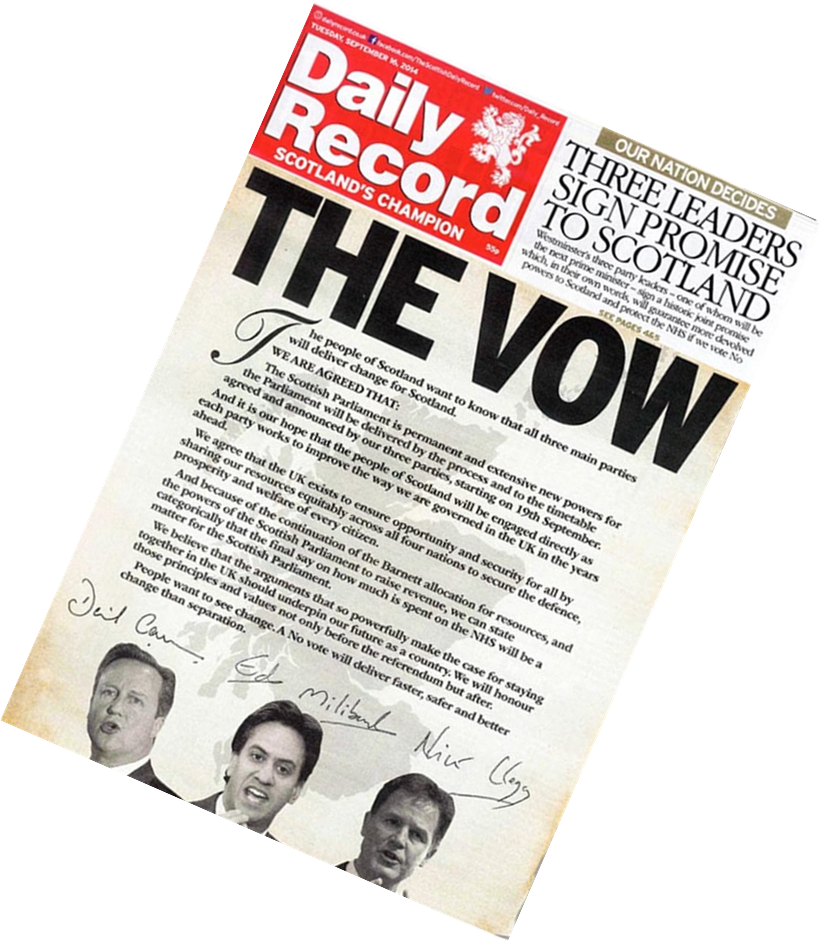 dailyrecord.co.uk facebook.com/TheScottishDailyRecord twitter.com/Daily_Record
TUESDAY, SEPTEMBER 16, 2014
Daily
Record
SCOTLAND'S CHAMPION
55p
OUR NATION DECIDES
THREE LEADERS
SIGN PROMISE
TO SCOTLAND
Westminster's three party leaders – one of whom will be
the next prime minister – sign a historic joint promise
which, in their own words, will guarantee more devolved
powers to Scotland and protect the NHS if we vote No
SEE PAGES 4&5
THE VOW
The people of Scotland want to know that all three main parties
will deliver change for Scotland.
WE ARE AGREED THAT:
The Scottish Parliament is permanent and extensive new powers for
the Parliament will be delivered by the process and to the timetable
agreed and announced by our three parties, starting on 19th September.
And it is our hope that the people of Scotland will be engaged directly as
each party works to improve the way we are governed in the UK in the years
ahead.
We agree that the UK exists to ensure opportunity and security for all by
sharing our resources equitably across all four nations to secure the defence,
prosperity and welfare of every citizen.
And because of the continuation of the Barnett allocation for resources, and
the powers of the Scottish Parliament to raise revenue, we can state
categorically that the final say on how much is spent on the NHS will be a
matter for the Scottish Parliament.
We believe that the arguments that so powerfully make the case for staying
together in the UK should underpin our future as a country. We will honour
those principles and values not only before the referendum but after.
People want to see change. A No vote will deliver faster, safer and better
change than separation.
David Cameron
Ed Miliband
Nick Clegg